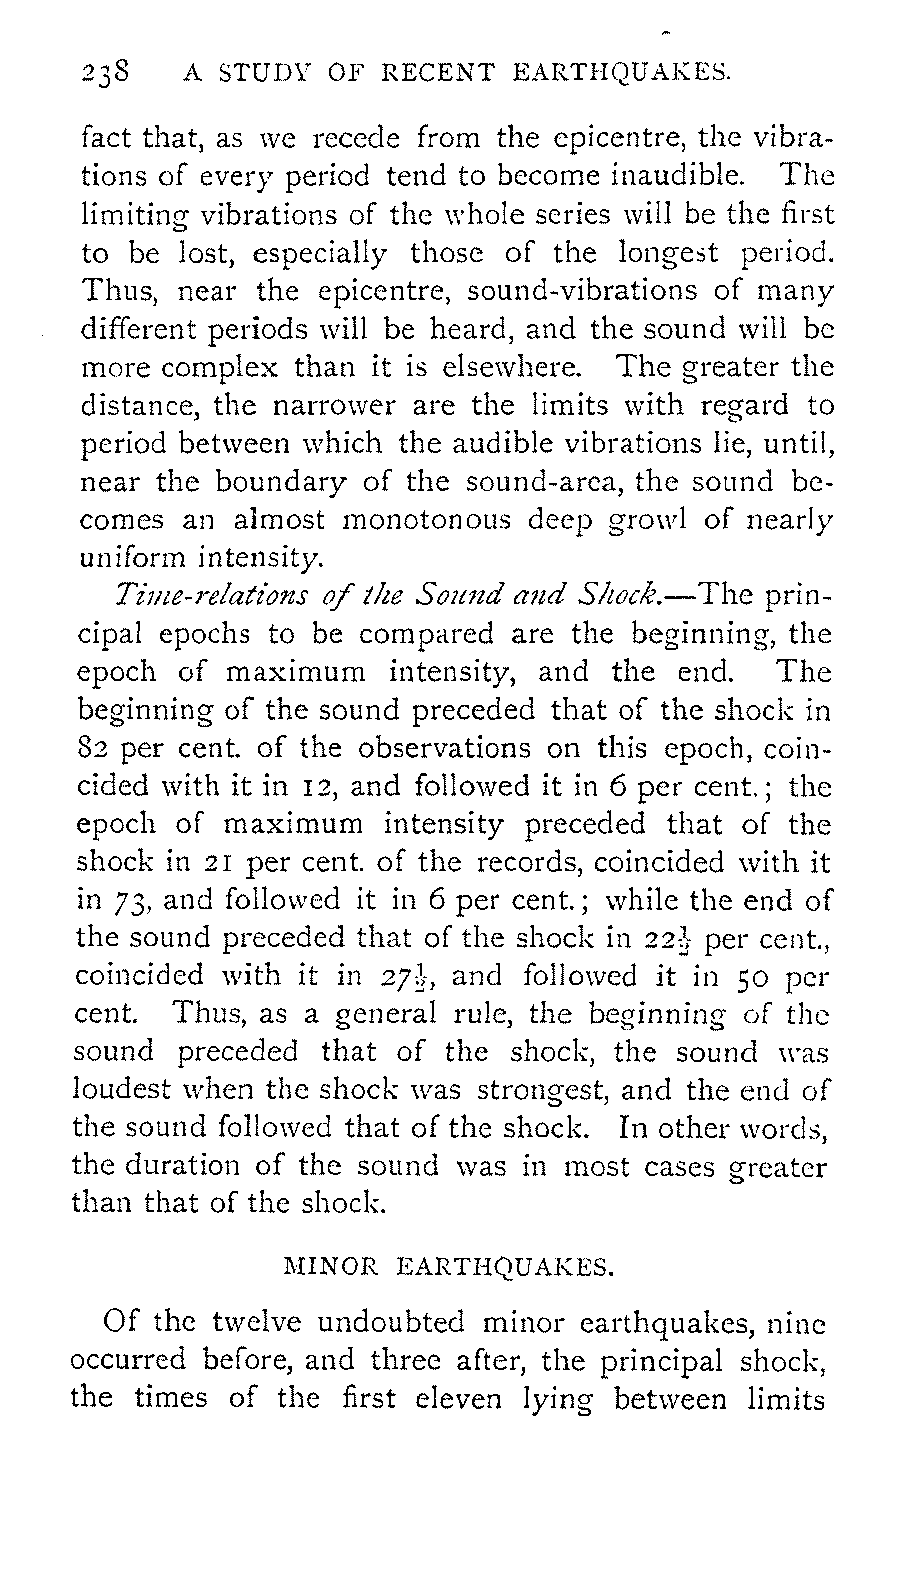 238 A STUDY OF RECENT EARTHQUAKES.
fact that, as we recede from the epicentre, the vibra-
tions of every period tend to become inaudible. The
limiting vibrations of the whole series will be the first
to be lost, especially those of the longest period.
Thus, near the epicentre, sound-vibrations of many
different periods will be heard, and the sound will be
more complex than it is elsewhere. The greater the
distance, the narrower are the limits with regard to
period between which the audible vibrations lie, until,
near the boundary of the sound-area, the sound be-
comes an almost monotonous deep growl of nearly
uniform intensity.
Time-relations of the Sound and Shock.—The prin-
cipal epochs to be compared are the beginning, the
epoch of maximum intensity, and the end. The
beginning of the sound preceded that of the shock in
82 per cent. of the observations on this epoch, coin-
cided with it in 12, and followed it in 6 per cent.; the
epoch of maximum intensity preceded that of the
shock in 21 per cent. of the records, coincided with it
in 73, and followed it in 6 per cent.; while the end of
the sound preceded that of the shock in 22½ per cent.,
coincided with it in 27½, and followed it in 50 per
cent. Thus, as a general rule, the beginning of the
sound preceded that of the shock, the sound was
loudest when the shock was strongest, and the end of
the sound followed that of the shock. In other words,
the duration of the sound was in most cases greater
than that of the shock.
MINOR EARTHQUAKES.
Of the twelve undoubted minor earthquakes, nine
occurred before, and three after, the principal shock,
the times of the first eleven lying between limits